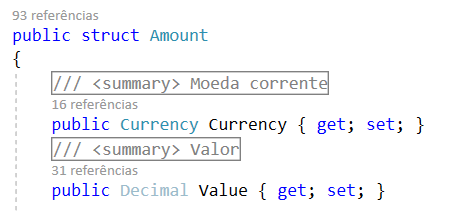 93 referências
public struct Amount
{
/// <summary> Moeda corrente
16 referências
public Currency Currency { get; set; }
/// <summary> Valor
31 referências
public Decimal Value { get; set; }